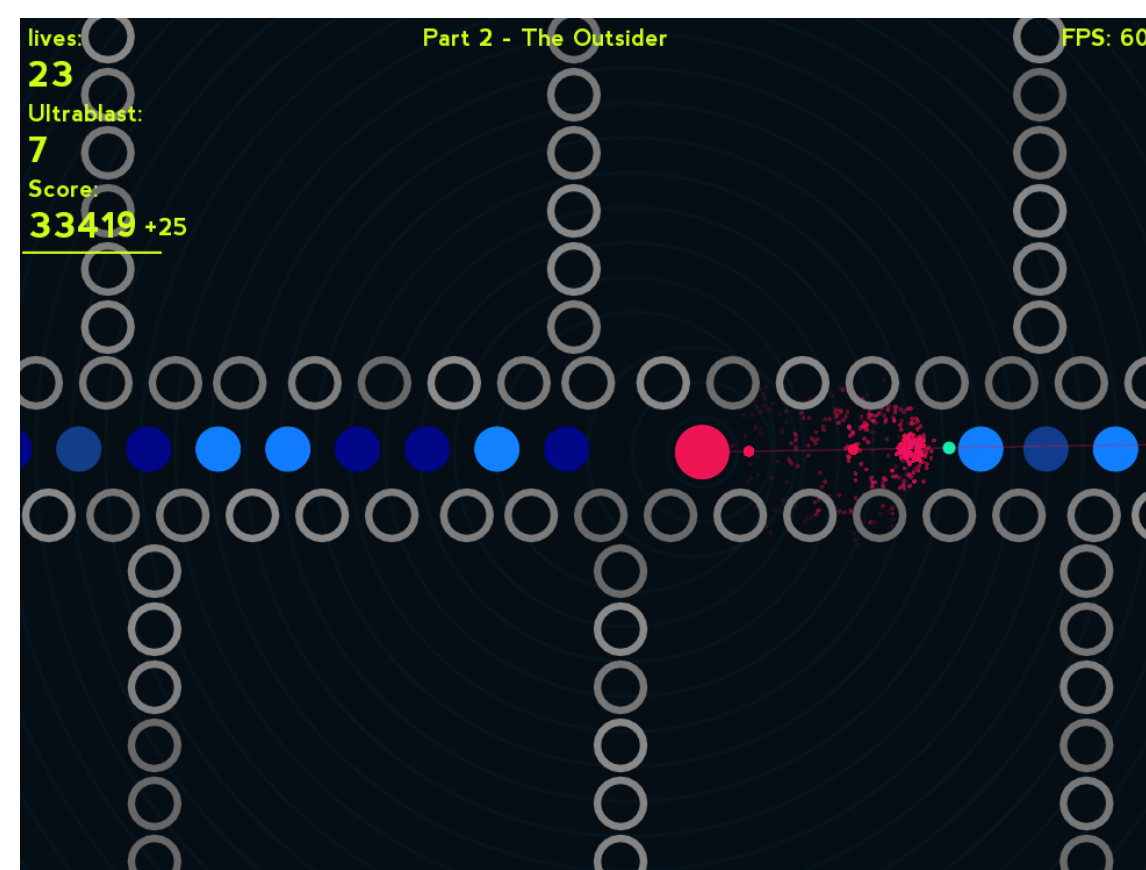 lives:
23
Ultrablast:
7
Score:
33419 +25
Part 2 - The Outsider
FPS: 60